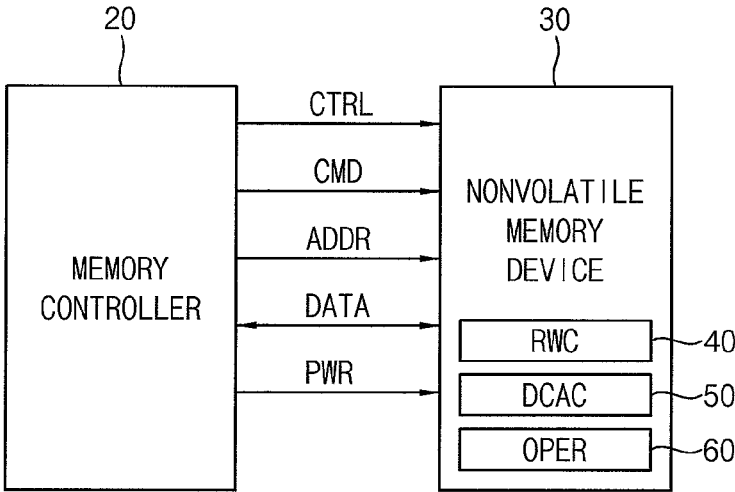 20
30
CTRL
CMD
ADDR
DATA
PWR
MEMORY
CONTROLLER
NONVOLATILE
MEMORY
DEVICE
RWC
40
DCAC
50
OPER
60